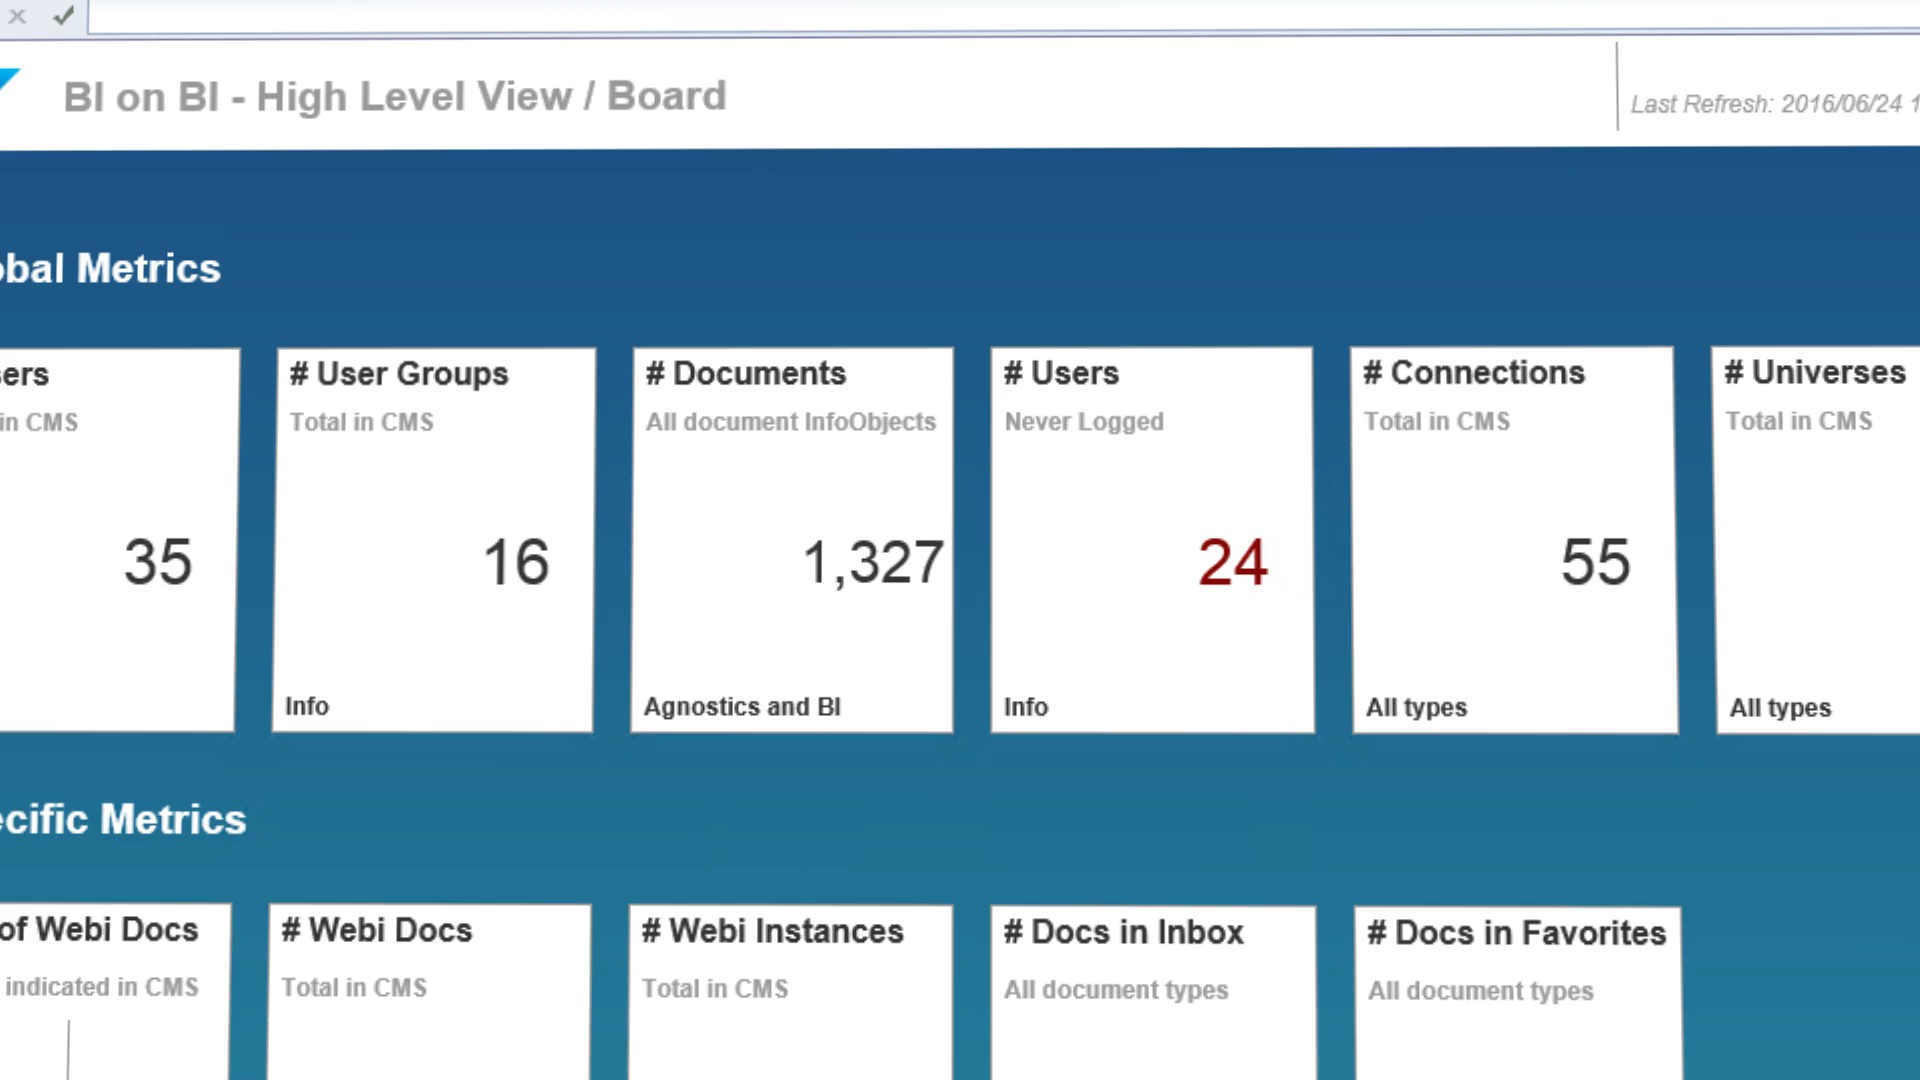 BI on BI - High Level View / Board
Last Refresh: 2016/06/24 1
Metrics
# User Groups
# Documents
# Users
# Connections
# Universes
in CMS
Total in CMS
All document InfoObjects
Never Logged
Total in CMS
Total in CMS
35
16
1,327
24
55
Info
Agnostics and BI
Info
All types
All types
Metrics
of Webi Docs
# Webi Docs
# Webi Instances
# Docs in Inbox
# Docs in Favorites
indicated in CMS
Total in CMS
Total in CMS
All document types
All document types